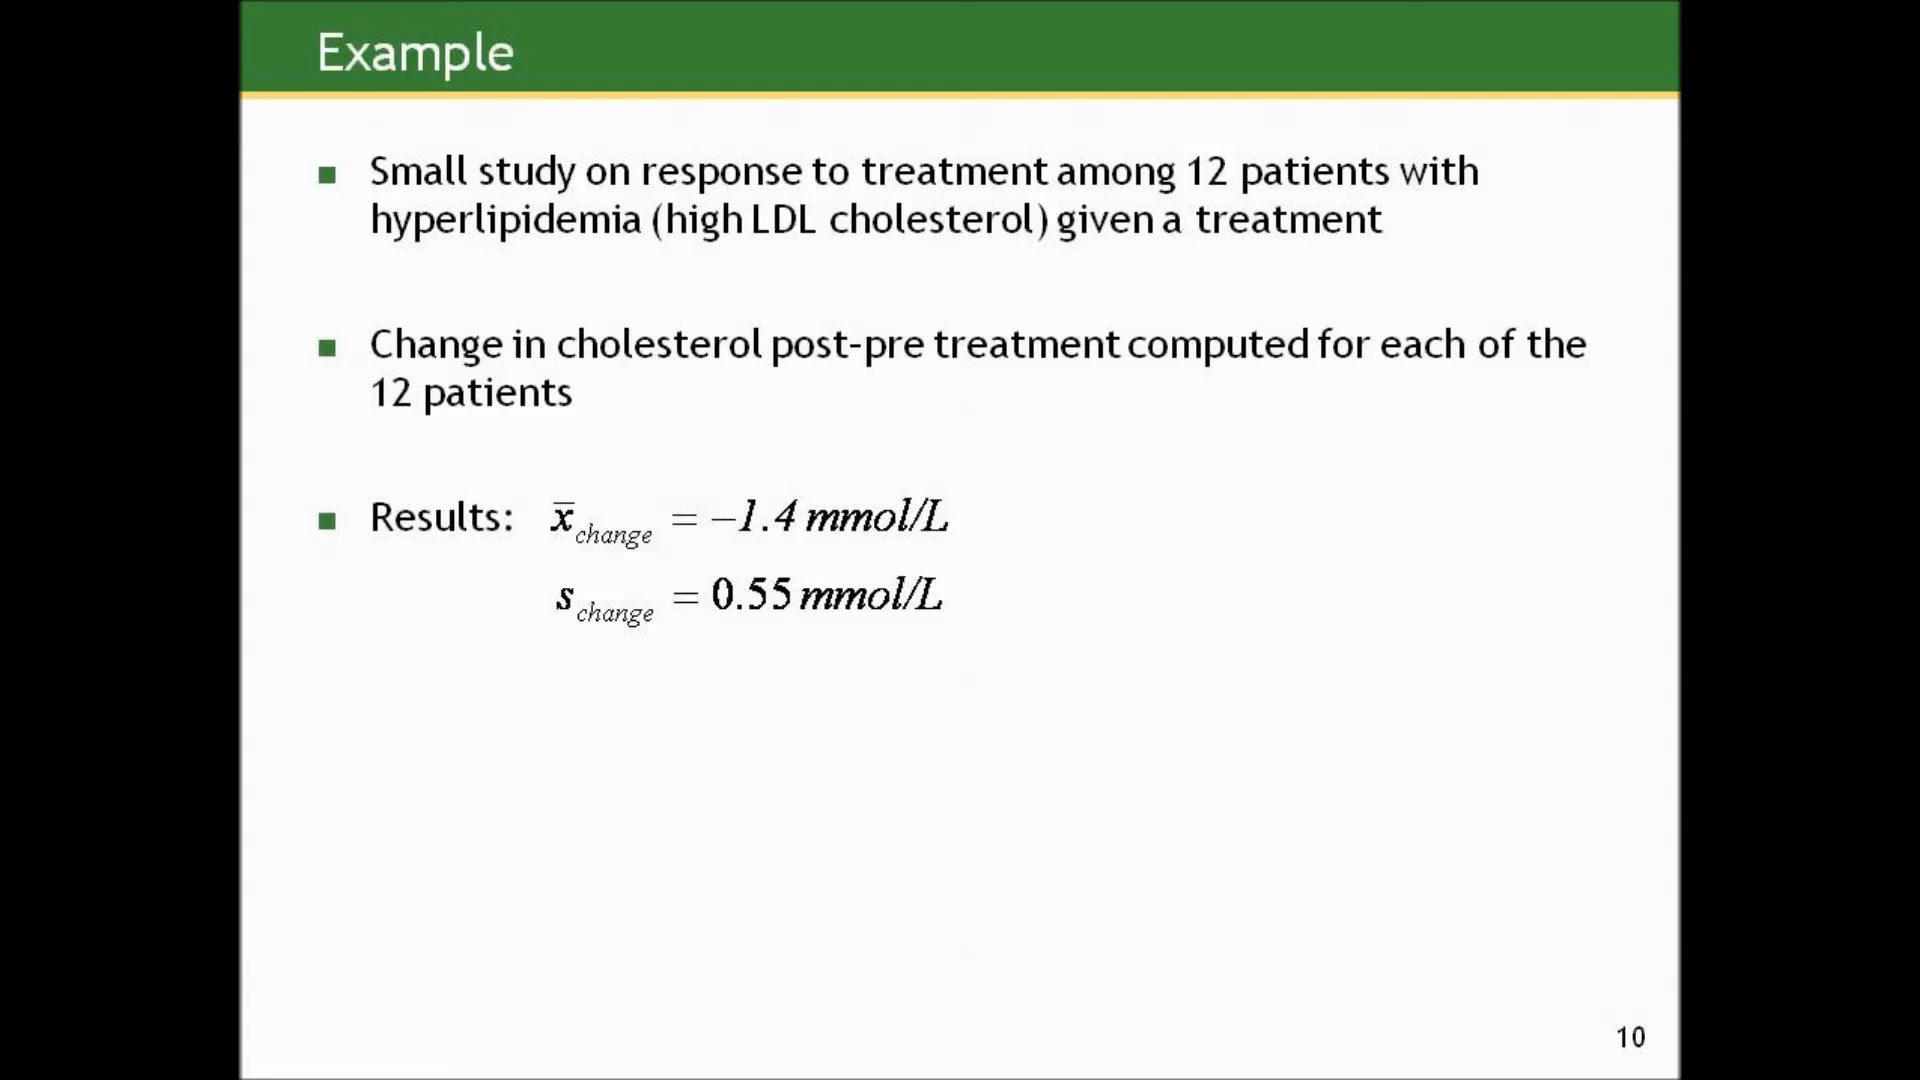 Example
Small study on response to treatment among 12 patients with
hyperlipidemia (high LDL cholesterol) given a treatment
Change in cholesterol post-pre treatment computed for each of the
12 patients
Results: x̄ change = –1.4 mmol/L
s change = 0.55 mmol/L
10